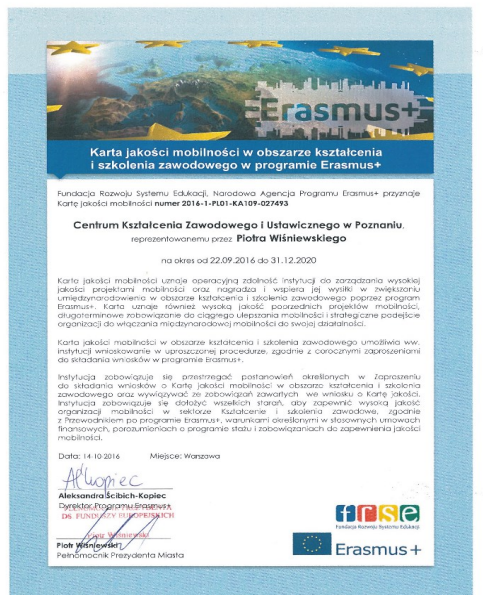 Erasmus+
Karta jakości mobilności w obszarze kształcenia
i szkolenia zawodowego w programie Erasmus+
Fundacja Rozwoju Systemu Edukacji, Narodowa Agencja Programu Erasmus+ przyznaje
Kartę jakości mobilności numer 2016-1-PL01-KA109-027493
Centrum Kształcenia Zawodowego i Ustawicznego w Poznaniu,
reprezentowanemu przez Piotra Wiśniewskiego
na okres od 22.09.2016 do 31.12.2020
Karta jakości mobilności uznaje operacyjną zdolność instytucji do zarządzania wysokiej
jakości projektami mobilności oraz nagradza i wspiera jej wysiłki w zwiększaniu
umiędzynarodowienia w obszarze kształcenia i szkolenia zawodowego poprzez program
Erasmus+. Karta uznaje również wysoką jakość poprzednich projektów mobilności,
długoterminowe zobowiązanie do ciągłego ulepszania mobilności i strategiczne podejście
organizacji do włączania międzynarodowej mobilności do swojej działalności.
Karta jakości mobilności w obszarze kształcenia i szkolenia zawodowego umożliwia ww.
instytucji wnioskowanie w uproszczonej procedurze, zgodnie z corocznymi zaproszeniami
do składania wniosków w programie Erasmus+.
Instytucja zobowiązuje się przestrzegać postanowień określonych w Zaproszeniu
do składania wniosków o Kartę jakości mobilności w obszarze kształcenia i szkolenia
zawodowego oraz wywiązywać ze zobowiązań zawartych we wniosku o Kartę jakości.
Instytucja zobowiązuje się dołożyć wszelkich starań, aby zapewnić wysoką jakość
organizacji mobilności w sektorze Kształcenie i szkolenia zawodowe, zgodnie
z Przewodnikiem po programie Erasmus+, warunkami określonymi w stosownych umowach
finansowych, porozumieniach o programie stażu i zobowiązaniach do zapewnienia jakości
mobilności.
Data: 14-10-2016 Miejsce: Warszawa
Aleksandra Ścibich-Kopiec
Dyrektor Programu Erasmus+
DS. FUNDUSZY EUROPEJSKICH
Piotr Wiśniewski
Piotr Wiśniewski
Pełnomocnik Prezydenta Miasta
frse
Fundacja Rozwoju Systemu Edukacji
Erasmus+